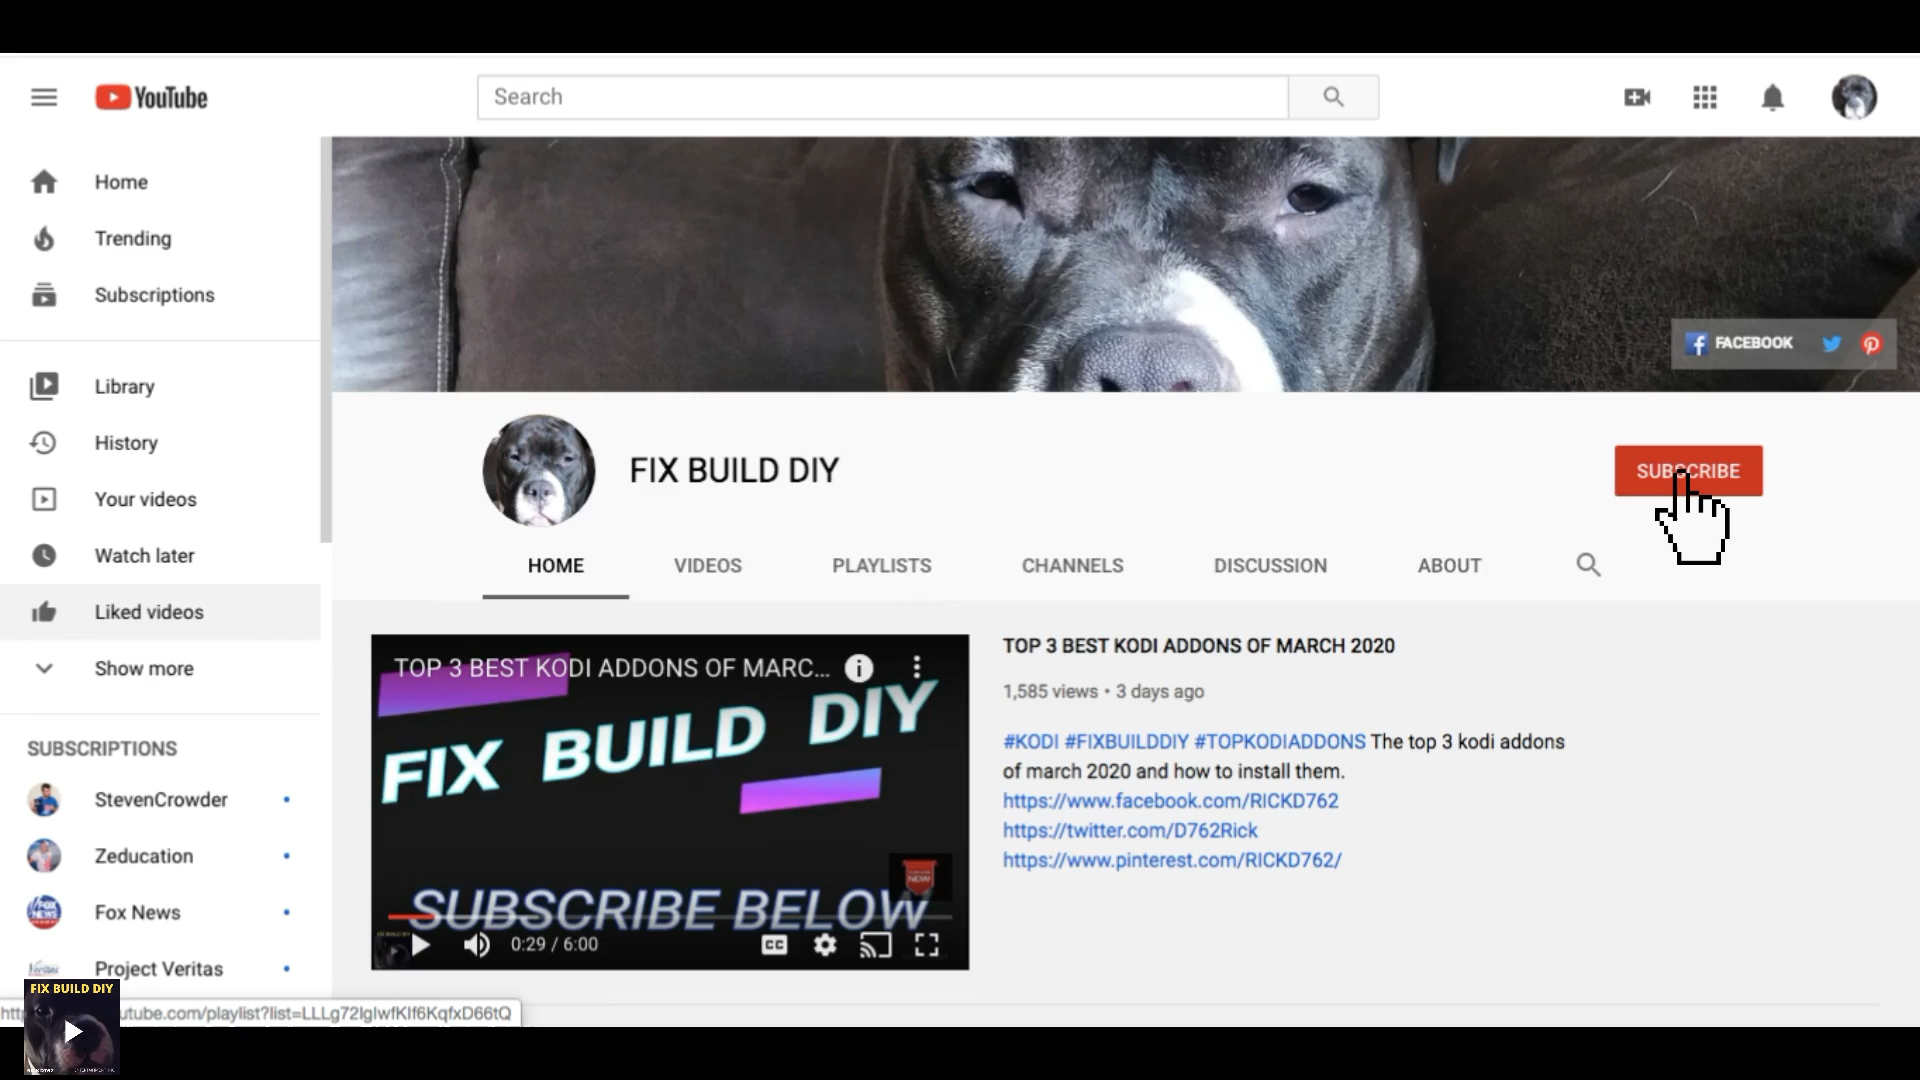 YouTube
Search
Home
Trending
Subscriptions
FACEBOOK
Library
History
Your videos
Watch later
Liked videos
Show more
FIX BUILD DIY
SUBSCRIBE
HOME VIDEOS PLAYLISTS CHANNELS DISCUSSION ABOUT
TOP 3 BEST KODI ADDONS OF MARC...
FIX BUILD DIY
SUBSCRIBE BELOW
NEW
0:29 / 6:00
CC
TOP 3 BEST KODI ADDONS OF MARCH 2020
1,585 views • 3 days ago
#KODI #FIXBUILDDIY #TOPKODIADDONS The top 3 kodi addons
of march 2020 and how to install them.
https://www.facebook.com/RICKD762
https://twitter.com/D762Rick
https://www.pinterest.com/RICKD762/
SUBSCRIPTIONS
StevenCrowder
Zeducation
Fox News
Project Veritas
FIX BUILD DIY